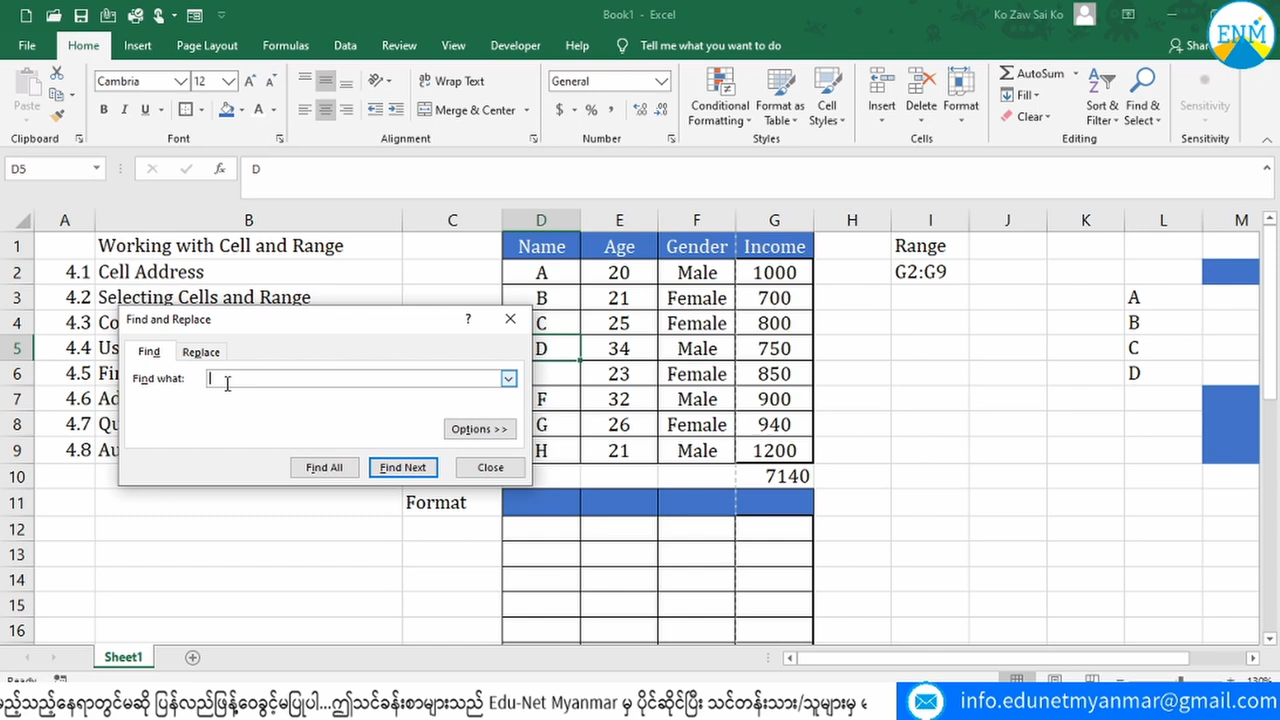 Book1 - Excel
Ko Zaw Sai Ko
ENM
File Home Insert Page Layout Formulas Data Review View Developer Help Tell me what you want to do
Paste
Cambria 12
B I U
Wrap Text
Merge & Center
General
$ % ,
Conditional Formatting
Format as Table
Cell Styles
Insert Delete Format
AutoSum
Fill
Clear
Sort & Filter
Find & Select
Sensitivity
Clipboard Font Alignment Number Styles Cells Editing Sensitivity
D5 fx D
A B C D E F G H I J K L M
1 Working with Cell and Range Name Age Gender Income Range
2 4.1 Cell Address A 20 Male 1000 G2:G9
3 4.2 Selecting Cells and Range B 21 Female 700 A
4 4.3 Co C 25 Female 800 B
5 4.4 Us D 34 Male 750 C
6 4.5 Fi 23 Female 850 D
7 4.6 Ad F 32 Male 900
8 4.7 Qu G 26 Female 940
9 4.8 Au H 21 Male 1200
10 7140
11 Format
12
13
14
15
16
Find and Replace ?
Find Replace
Find what:
Options >>
Find All Find Next Close
Sheet1
130%
မည့်သည့်နေရာတွင်မဆို ပြန်လည်ဖြန့်ဝေခွင့်မပြုပါ...ဤသင်ခန်းစာများသည် Edu-Net Myanmar မှ ပိုင်ဆိုင်ပြီး သင်တန်းသား/သူများမှ
info.edunetmyanmar@gmail.com